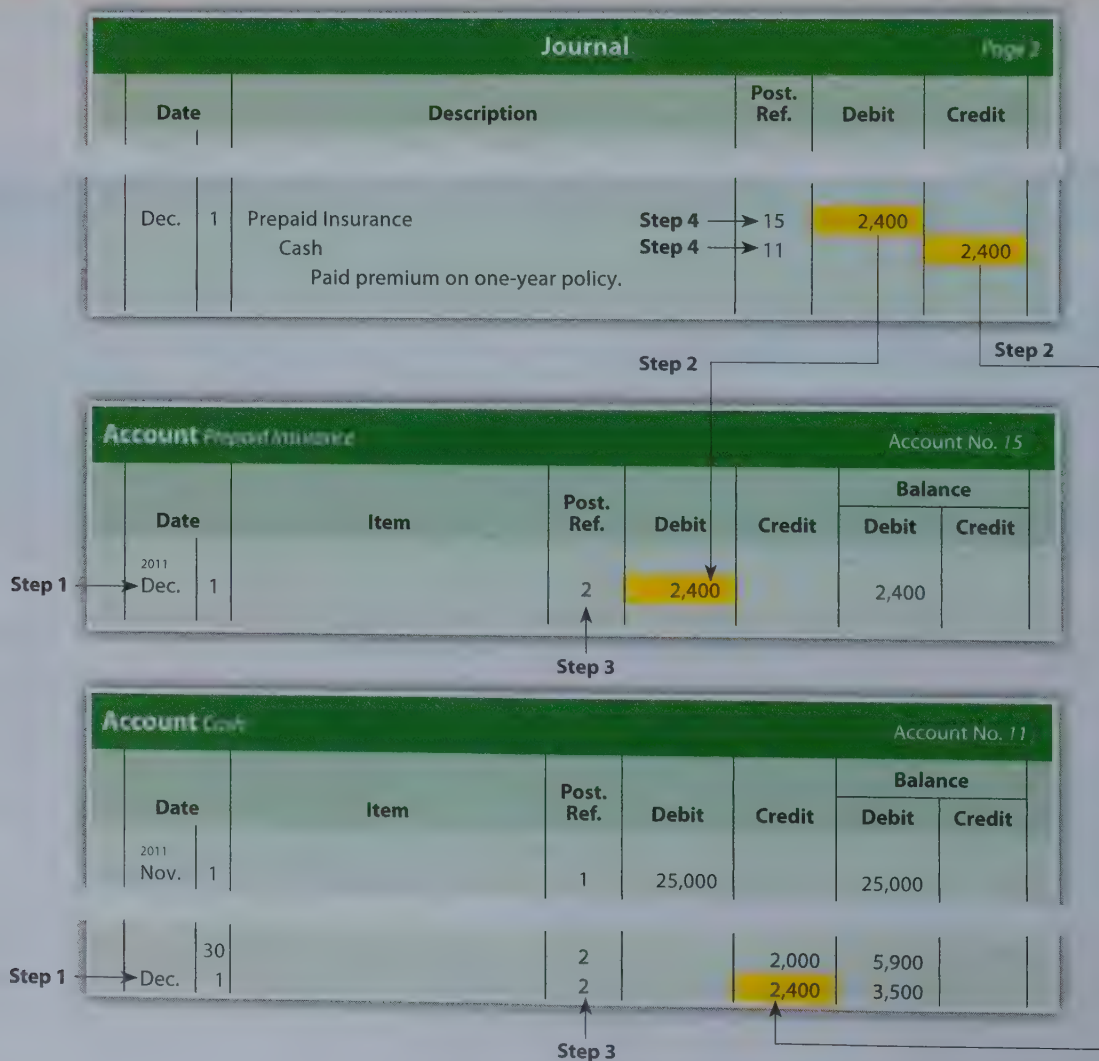 Journal Page 2
Date Description Post. Ref. Debit Credit
Dec. 1 Prepaid Insurance Step 4 15 2,400
Cash Step 4 11 2,400
Paid premium on one-year policy.
Step 2 Step 2
Account Prepaid Insurance Account No. 15
Balance
Date Item Post. Ref. Debit Credit Debit Credit
2011
Step 1 Dec. 1 2 2,400 2,400
Step 3
Account Cash Account No. 11
Balance
Date Item Post. Ref. Debit Credit Debit Credit
2011
Nov. 1 1 25,000 25,000
30 2 2,000 5,900
Step 1 Dec. 1 2 2,400 3,500
Step 3